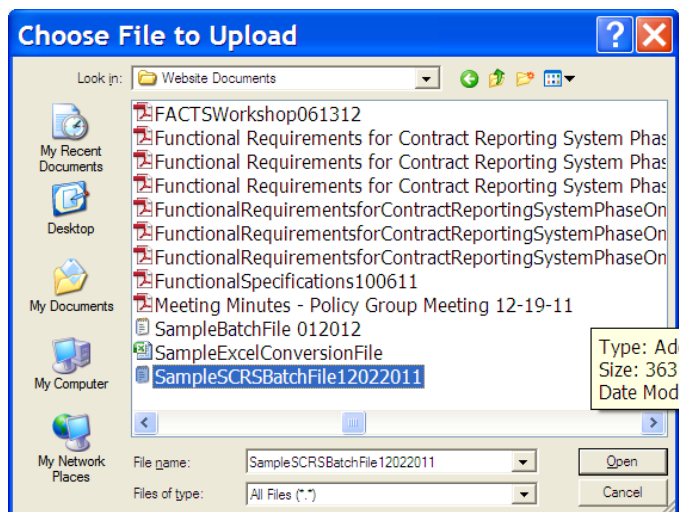 Choose File to Upload
Look in: Website Documents
My Recent
Documents
Desktop
My Documents
My Computer
My Network
Places
FACTSWorkshop061312
Functional Requirements for Contract Reporting System Phas
Functional Requirements for Contract Reporting System Phas
Functional Requirements for Contract Reporting System Phas
FunctionalRequirementsforContractReportingSystemPhaseOn
FunctionalRequirementsforContractReportingSystemPhaseOn
FunctionalRequirementsforContractReportingSystemPhaseOn
FunctionalSpecifications100611
Meeting Minutes - Policy Group Meeting 12-19-11
SampleBatchFile 012012
SampleExcelConversionFile
SampleSCRSBatchFile12022011
Type: Ad
Size: 363
Date Mod
File name: SampleSCRSBatchFile12022011 Open
Files of type: All Files (*.*) Cancel